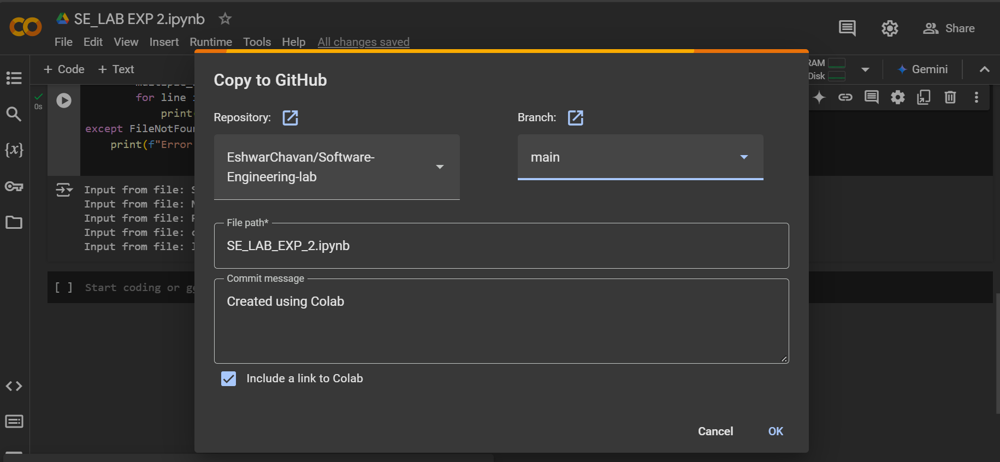 SE_LAB EXP 2.ipynb
File Edit View Insert Runtime Tools Help All changes saved
Share
+ Code + Text
RAM
Disk
Gemini
Copy to GitHub
Repository:
Branch:
EshwarChavan/Software-
Engineering-lab
main
File path*
SE_LAB_EXP_2.ipynb
Commit message
Created using Colab
Include a link to Colab
Cancel OK
0s
for line
print(
except FileNotFou
print(f"Error
Input from file:
Input from file:
Input from file:
Input from file:
Input from file:
[ ] Start coding or
{x}